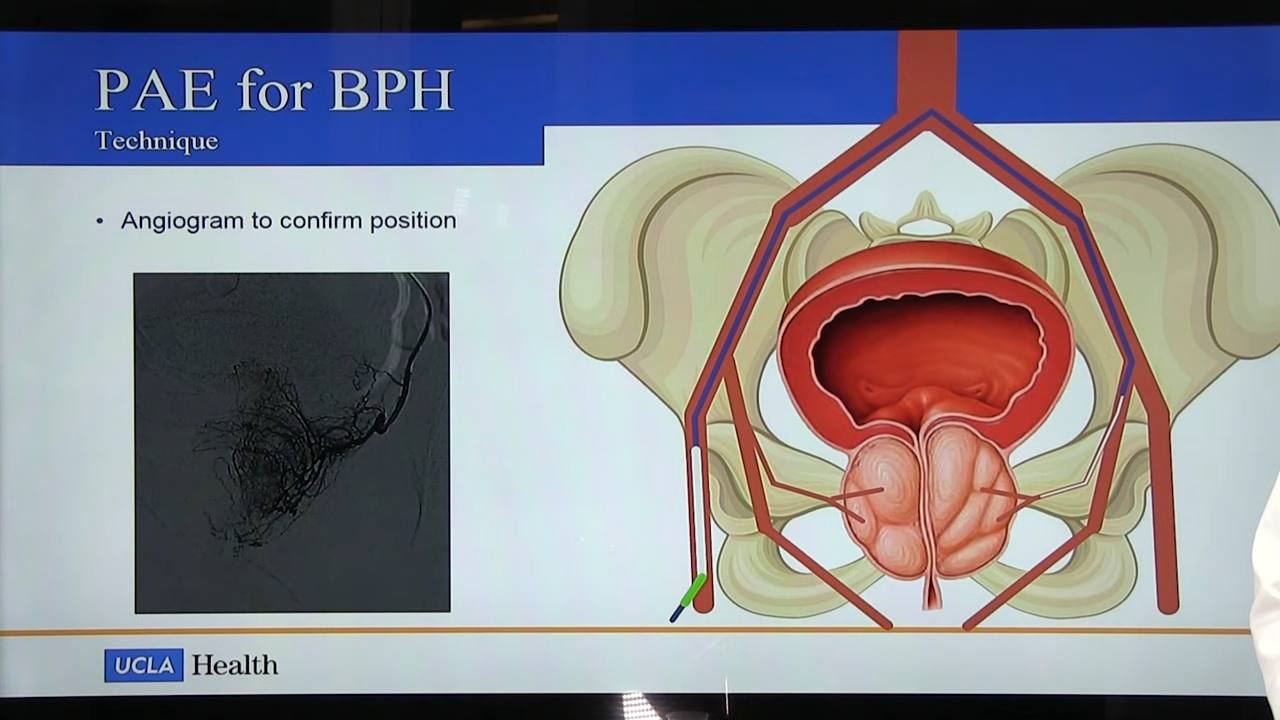 PAE for BPH
Technique
• Angiogram to confirm position
UCLA Health